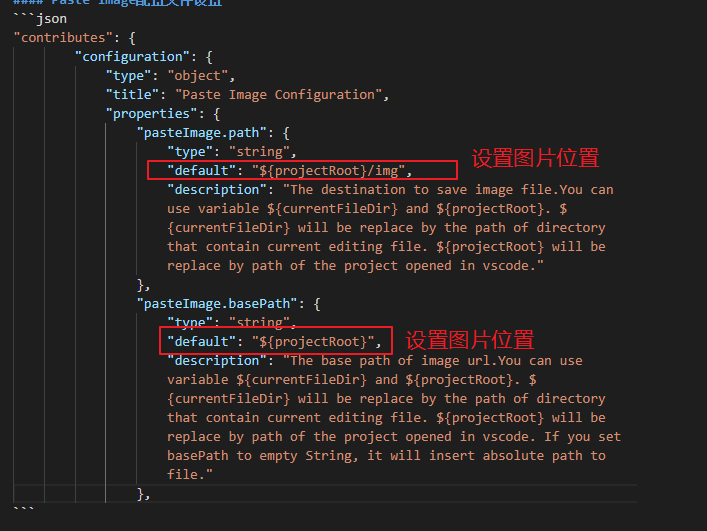 #### Paste Image配置文件设置
```json
"contributes": {
"configuration": {
"type": "object",
"title": "Paste Image Configuration",
"properties": {
"pasteImage.path": {
"type": "string",
"default": "${projectRoot}/img", 设置图片位置
"description": "The destination to save image file.You can
use variable ${currentFileDir} and ${projectRoot}. $
{currentFileDir} will be replace by the path of directory
that contain current editing file. ${projectRoot} will be
replace by path of the project opened in vscode."
},
"pasteImage.basePath": {
"type": "string",
"default": "${projectRoot}", 设置图片位置
"description": "The base path of image url.You can use
variable ${currentFileDir} and ${projectRoot}. $
{currentFileDir} will be replace by the path of directory
that contain current editing file. ${projectRoot} will be
replace by path of the project opened in vscode. If you set
basePath to empty String, it will insert absolute path to
file."
},
```